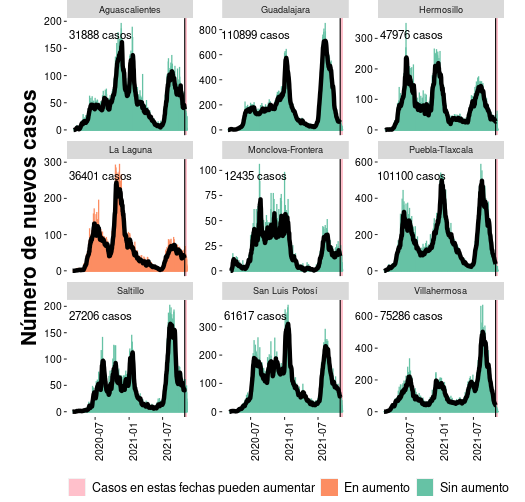 Aguascalientes
Guadalajara
Hermosillo
31888 casos
110899 casos
47976 casos
200
150
100
50
0
800
600
400
200
0
300
200
100
0
La Laguna
Monclova-Frontera
Puebla-Tlaxcala
36401 casos
12435 casos
101100 casos
300
200
100
0
100
75
50
25
0
600
400
200
0
Saltillo
San Luis Potosí
Villahermosa
27206 casos
61617 casos
75286 casos
200
150
100
50
0
300
200
100
0
600
400
200
0
2020-07
2021-01
2021-07
2020-07
2021-01
2021-07
2020-07
2021-01
2021-07
Número de nuevos casos
Casos en estas fechas pueden aumentar
En aumento
Sin aumento